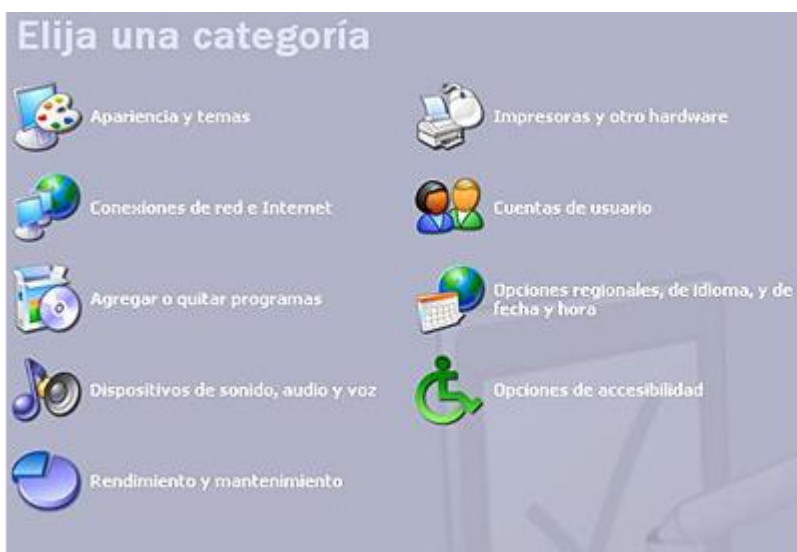 Elija una categoría
Apariencia y temas
Impresoras y otro hardware
Conexiones de red e Internet
Cuentas de usuario
Agregar o quitar programas
Opciones regionales, de idioma, y de
fecha y hora
Dispositivos de sonido, audio y voz
Opciones de accesibilidad
Rendimiento y mantenimiento